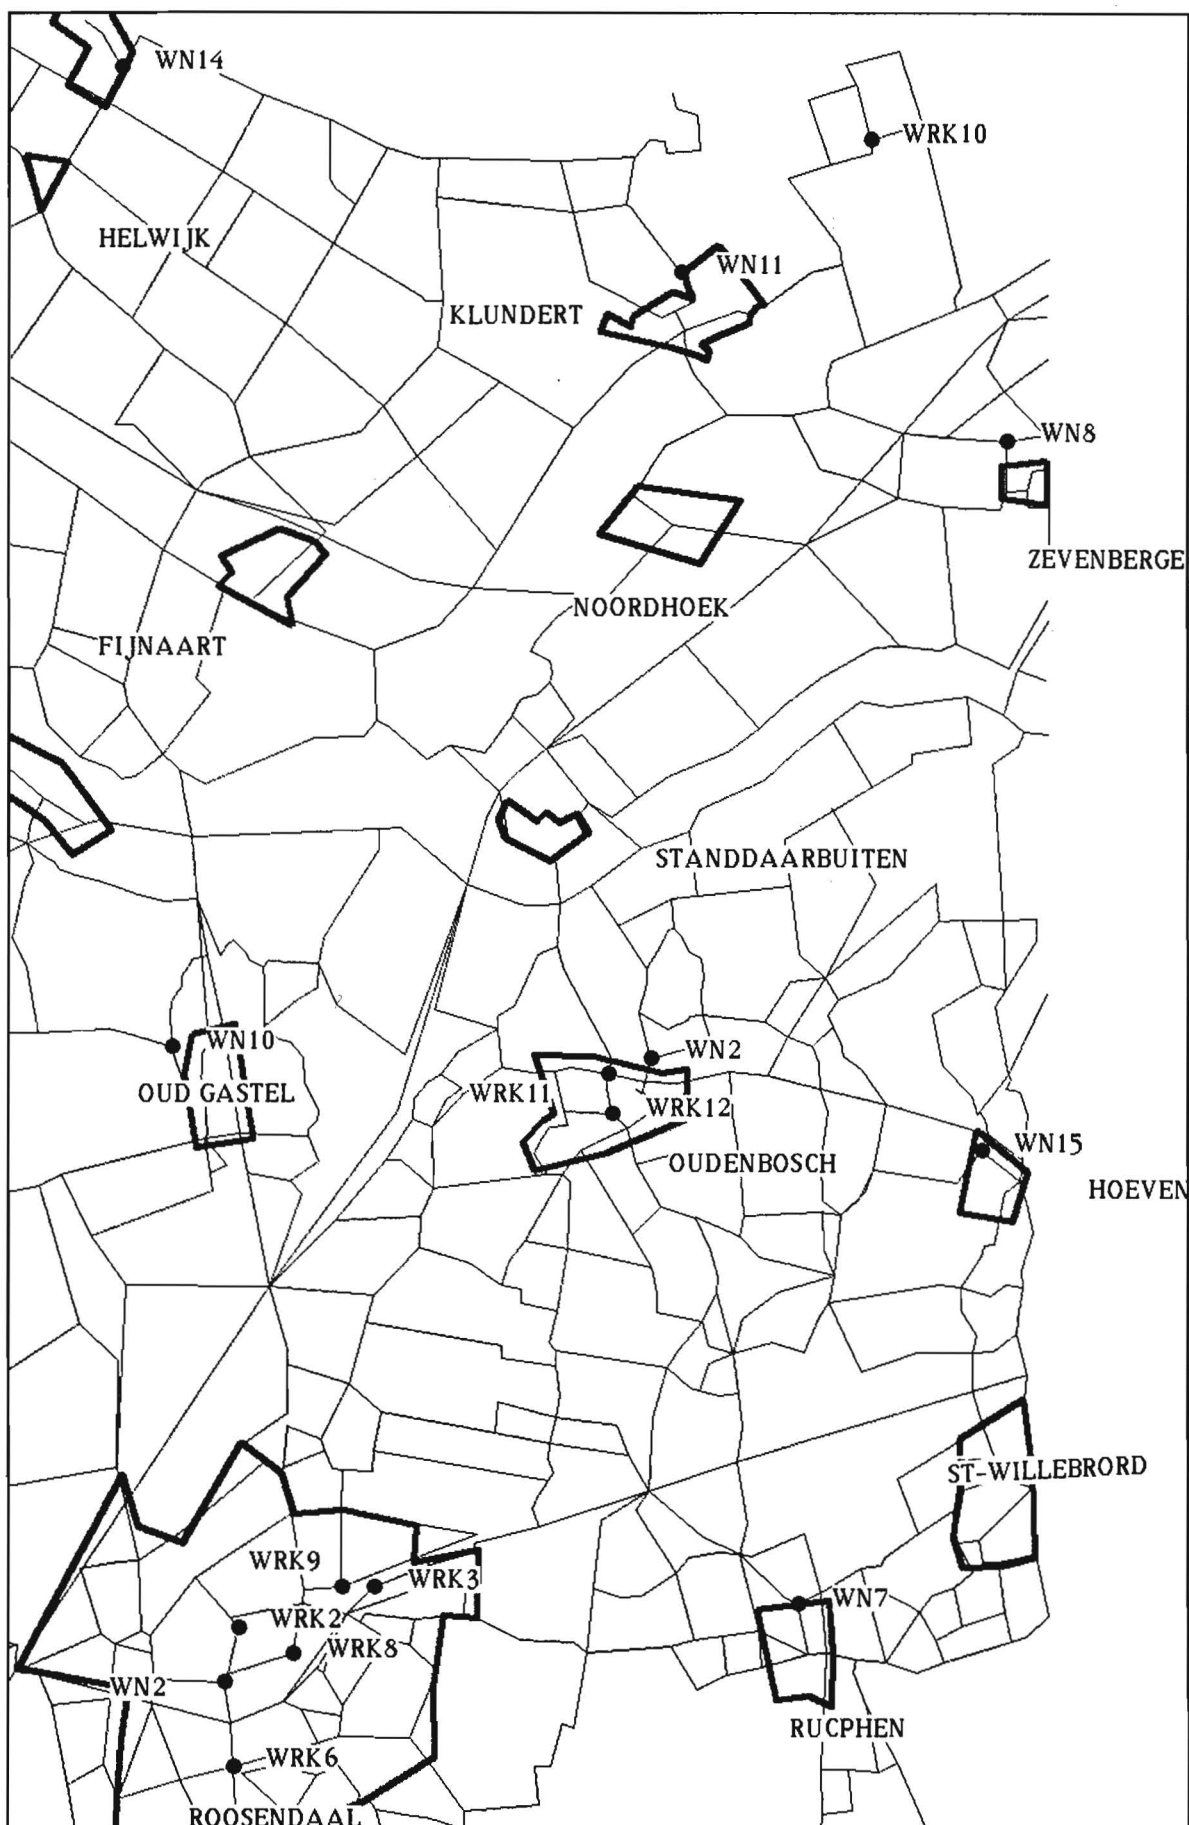 WN14
WRK10
HELWIJK
WN11
KLUNDERT
WN8
ZEVENBERGE
NOORDHOEK
FIJNAART
STANDDAARBUITEN
WN10
WN2
OUD GASTEL
WRK11
WRK12
WN15
OUDENBOSCH
HOEVEN
ST-WILLEBRORD
WRK9
WRK3
WN7
WRK2
WRK8
WN2
RUCPHEN
WRK6
ROOSENDAAL